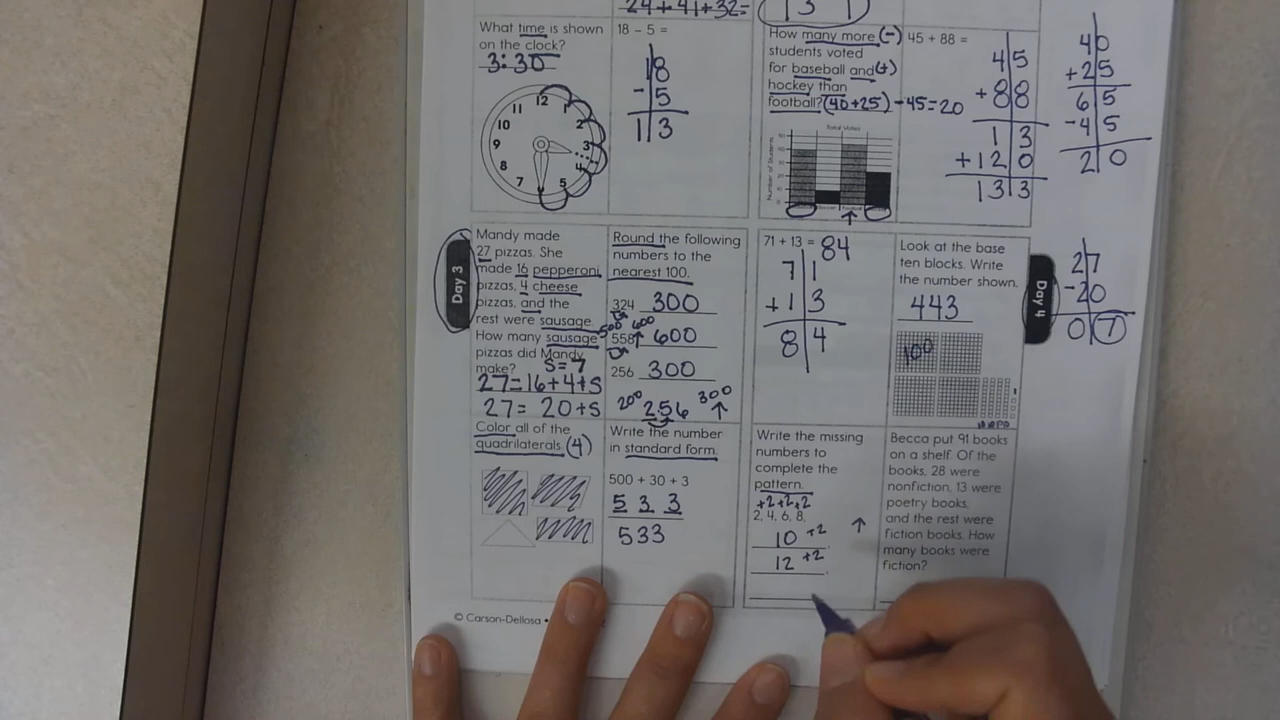 24+41+32=
131
What time is shown
on the clock?
3:30
12
1
2
3
4
5
7
8
9
10
11
18 - 5 =
18
- 5
13
How many more (-)
students voted
for baseball and (+)
hockey than
football? (40+25) - 45 = 20
Total Votes
Number of Students
45 + 88 =
45
+88
13
+120
133
40
+25
65
-45
20
Day 3
Mandy made
27 pizzas. She
made 16 pepperoni
pizzas, 4 cheese
pizzas, and the
rest were sausage.
How many sausage
pizzas did Mandy
make? S=7
27=16+4+S
27= 20+S
Round the following
numbers to the
nearest 100.
324 300
500 600
558 600
256 300
200 256 300
71 + 13 = 84
71
+13
84
Look at the base
ten blocks. Write
the number shown.
443
100
Day 4
27
-20
07
Color all of the
quadrilaterals. (4)
Write the number
in standard form.
500 + 30 + 3
5 3 3
533
Write the missing
numbers to
complete the
pattern.
+2+2+2
2, 4, 6, 8,
10 +2
12 +2
Becca put 91 books
on a shelf. Of the
books, 28 were
nonfiction, 13 were
poetry books,
and the rest were
fiction books. How
many books were
fiction?
© Carson-Dellosa